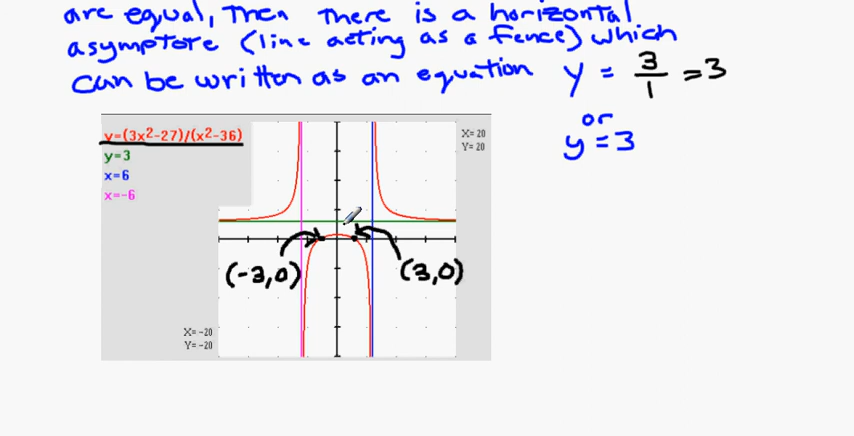 are equal, Then there is a horizontal
asymptote (line acting as a fence) which
can be written as an equation y = 3/1 = 3
or
y = 3
y=(3x2-27)/(x2-36)
y=3
x=6
x=-6
X= 20
Y= 20
(-3,0)
(3,0)
X= -20
Y= -20